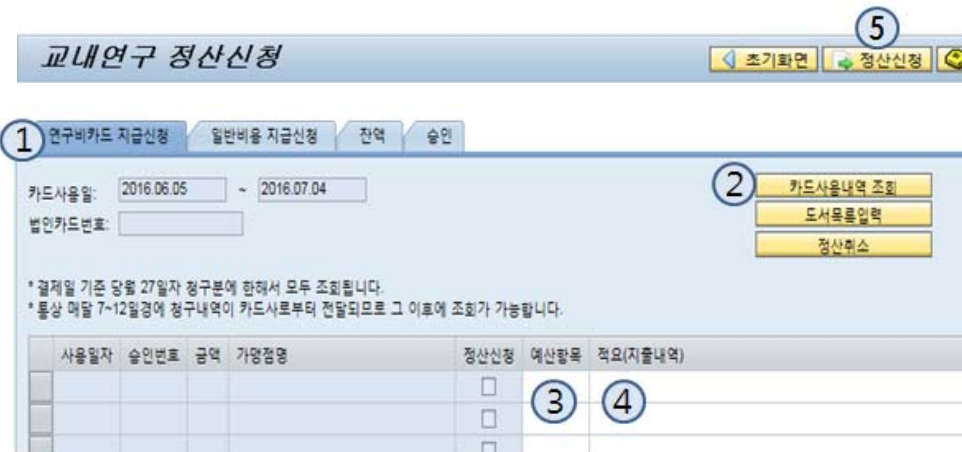 5
교내연구 정산신청
초기화면 정산신청
1 연구비카드 지급신청 일반비용 지급신청 잔액 승인
카드사용일: 2016.06.05 ~ 2016.07.04
2 카드사용내역 조회
법인카드번호:
도서목록입력
정산취소
* 결제일 기준 당월 27일자 청구분에 한해서 모두 조회됩니다.
* 통상 매달 7~12일경에 청구내역이 카드사로부터 전달되므로 그 이후에 조회가 가능합니다.
사용일자 승인번호 금액 가맹점명 정산신청 예산항목 적요(지출내역)
3 4